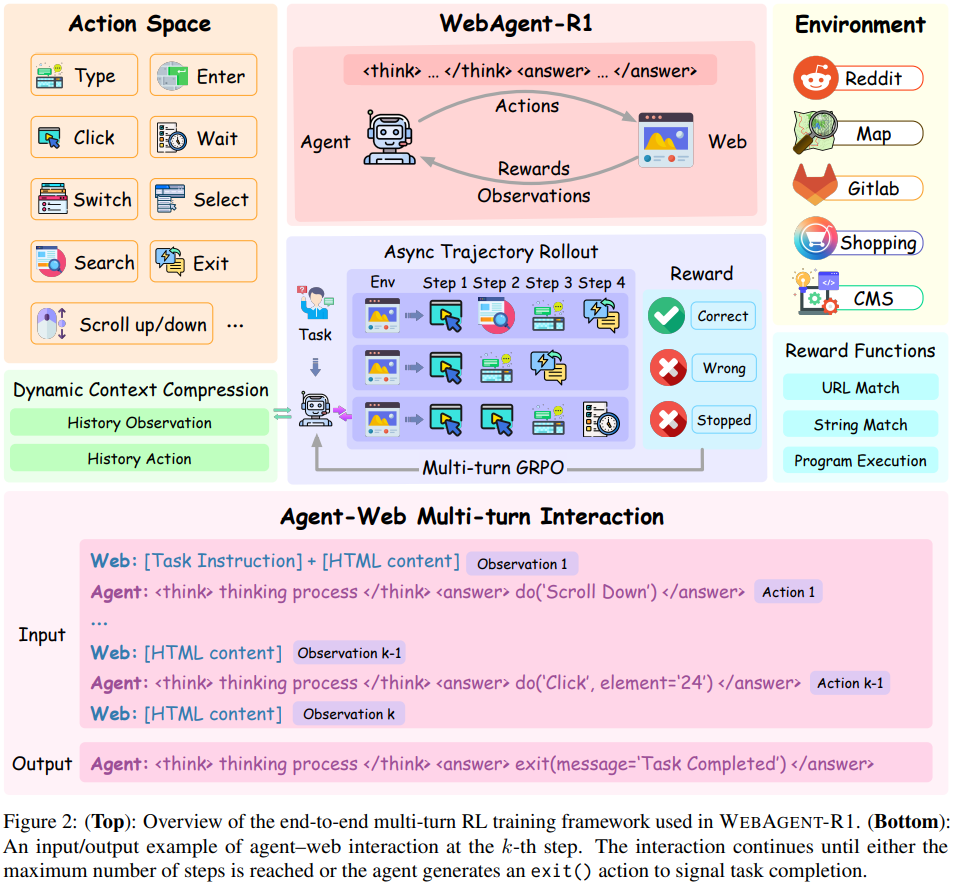 Action Space
Type
Enter
Click
Wait
Switch
Select
Search
Exit
Scroll up/down ...
Dynamic Context Compression
History Observation
History Action
WebAgent-R1
<think> ... </think> <answer> ... </answer>
Actions
Agent
Web
Rewards
Observations
Async Trajectory Rollout
Env Step 1 Step 2 Step 3 Step 4
Reward
Task
Correct
Wrong
Stopped
Multi-turn GRPO
Environment
Reddit
Map
Gitlab
Shopping
CMS
Reward Functions
URL Match
String Match
Program Execution
Agent-Web Multi-turn Interaction
Input
Web: [Task Instruction] + [HTML content] Observation 1
Agent: <think> thinking process </think> <answer> do(‘Scroll Down’) </answer> Action 1
...
Web: [HTML content] Observation k-1
Agent: <think> thinking process </think> <answer> do(‘Click’, element=‘24’) </answer> Action k-1
Web: [HTML content] Observation k
Output
Agent: <think> thinking process </think> <answer> exit(message=‘Task Completed’) </answer>
Figure 2: (Top): Overview of the end-to-end multi-turn RL training framework used in WEBAGENT-R1. (Bottom):
An input/output example of agent–web interaction at the k-th step. The interaction continues until either the
maximum number of steps is reached or the agent generates an exit() action to signal task completion.